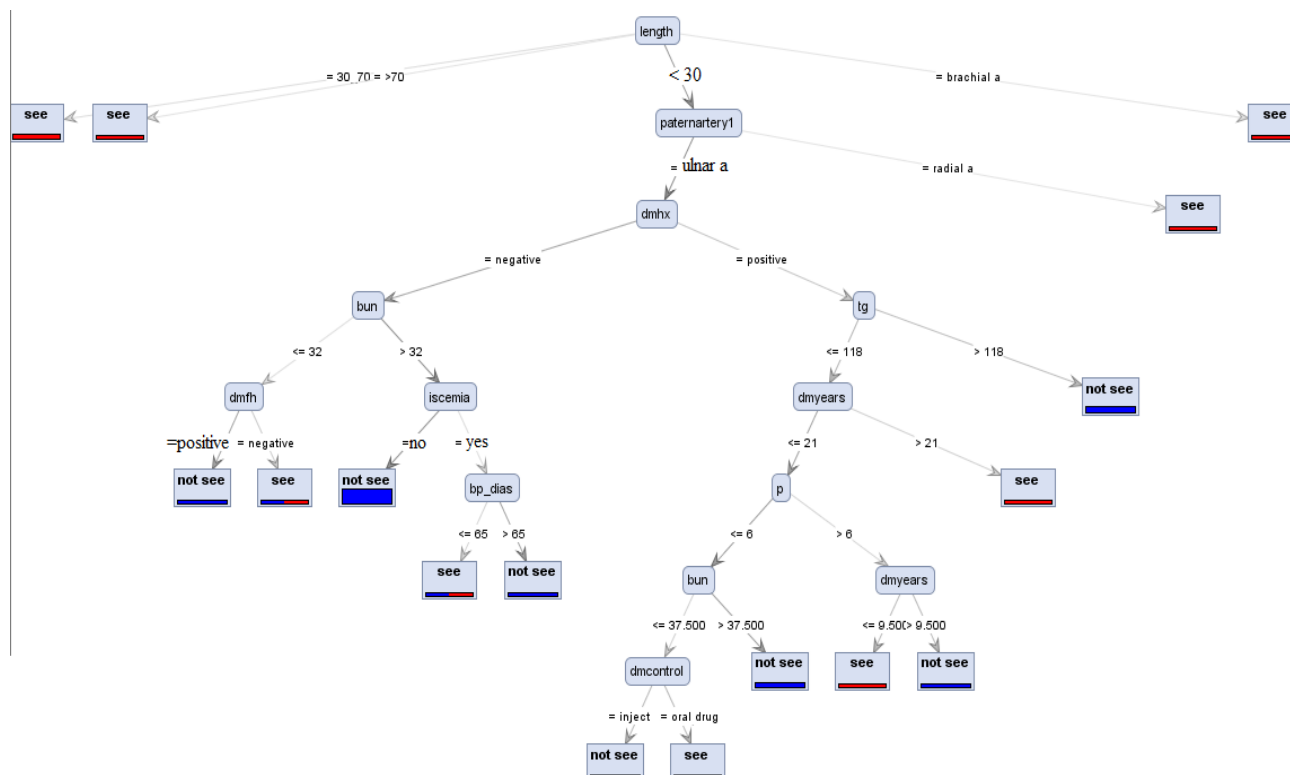 length
= 30_70 = >70
< 30
= brachial a
see
see
paternartery1
see
= ulnar a
= radial a
see
dmhx
= negative
= positive
bun
tg
<= 32
> 32
<= 118
> 118
dmfh
iscemia
dmyears
not see
=positive
= negative
=no
= yes
<= 21
> 21
not see
see
not see
bp_dias
p
see
<= 65
> 65
<= 6
> 6
see
not see
bun
dmyears
<= 37.500
> 37.500
<= 9.500
> 9.500
dmcontrol
not see
see
not see
= inject
= oral drug
not see
see